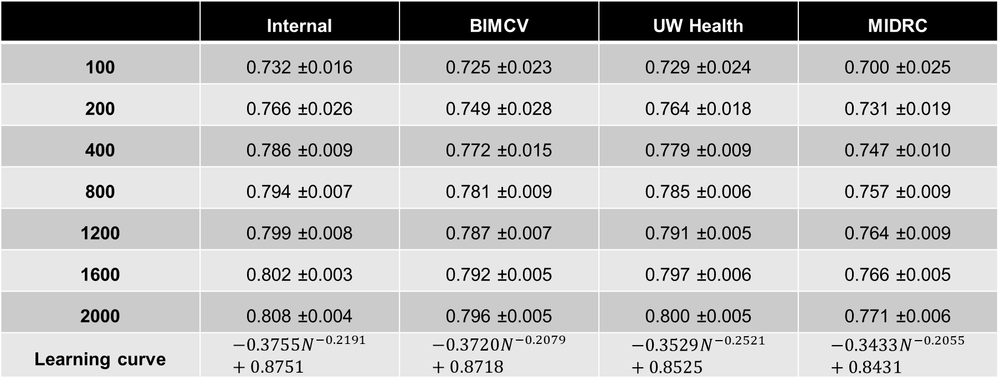 Internal BIMCV UW Health MIDRC
100 0.732 ±0.016 0.725 ±0.023 0.729 ±0.024 0.700 ±0.025
200 0.766 ±0.026 0.749 ±0.028 0.764 ±0.018 0.731 ±0.019
400 0.786 ±0.009 0.772 ±0.015 0.779 ±0.009 0.747 ±0.010
800 0.794 ±0.007 0.781 ±0.009 0.785 ±0.006 0.757 ±0.009
1200 0.799 ±0.008 0.787 ±0.007 0.791 ±0.005 0.764 ±0.009
1600 0.802 ±0.003 0.792 ±0.005 0.797 ±0.006 0.766 ±0.005
2000 0.808 ±0.004 0.796 ±0.005 0.800 ±0.005 0.771 ±0.006
Learning curve
−0.3755N^−0.2191
+ 0.8751
−0.3720N^−0.2079
+ 0.8718
−0.3529N^−0.2521
+ 0.8525
−0.3433N^−0.2055
+ 0.8431